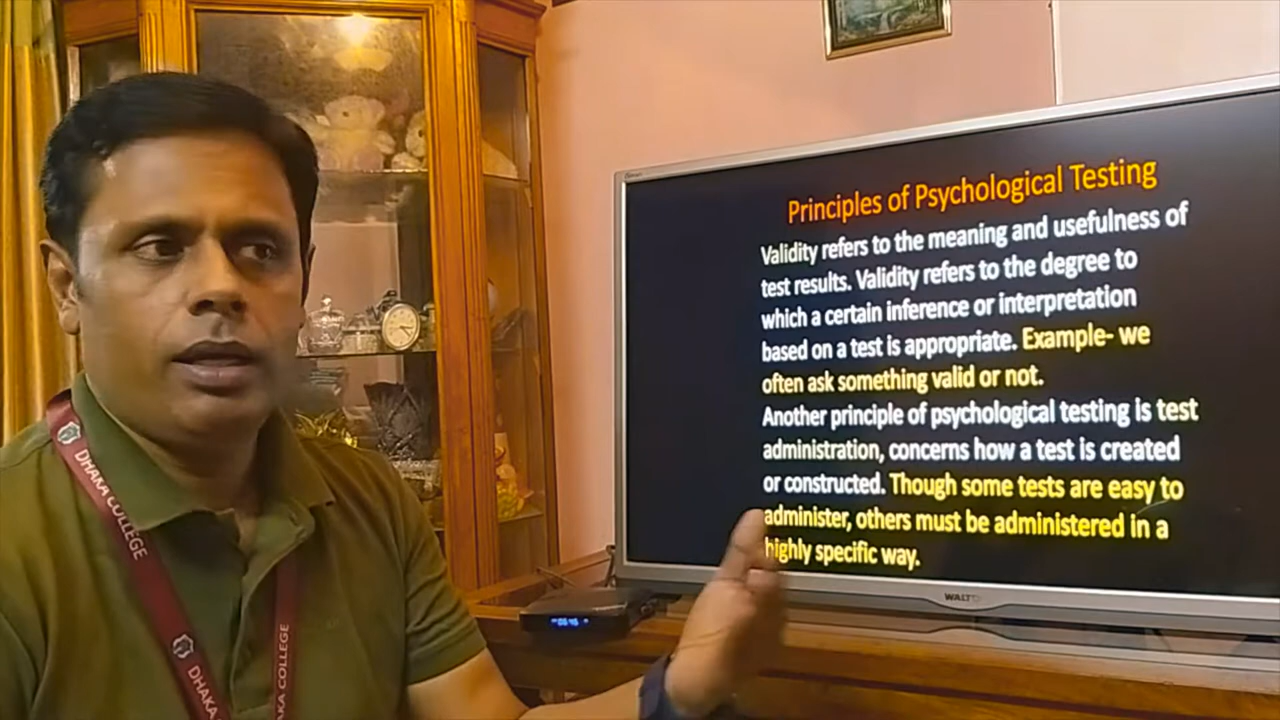 Principles of Psychological Testing
Validity refers to the meaning and usefulness of
test results. Validity refers to the degree to
which a certain inference or interpretation
based on a test is appropriate. Example- we
often ask something valid or not.
Another principle of psychological testing is test
administration, concerns how a test is created
or constructed. Though some tests are easy to
administer, others must be administered in a
highly specific way.
DHAKA COLLEGE
DHAKA
DHAKA COLLEGE